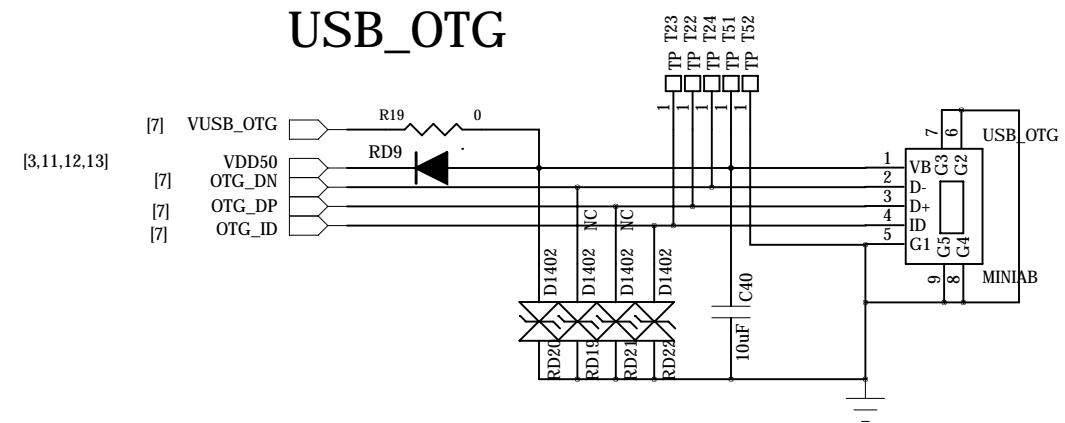 USB_OTG
TP T23
TP T22
TP T24
TP T51
TP T52
1
1
1
1
1
[7] VUSB_OTG
R19 0
[3,11,12,13] VDD50
RD9
[7] OTG_DN
[7] OTG_DP
[7] OTG_ID
NC
NC
D1402
D1402
D1402
D1402
RD20
RD19
RD21
RD22
C40
10uF
7 6
USB_OTG
1 VB G3 G2
2 D-
3 D+
4 ID
5 G1 G5 G4
9 8
MINIAB